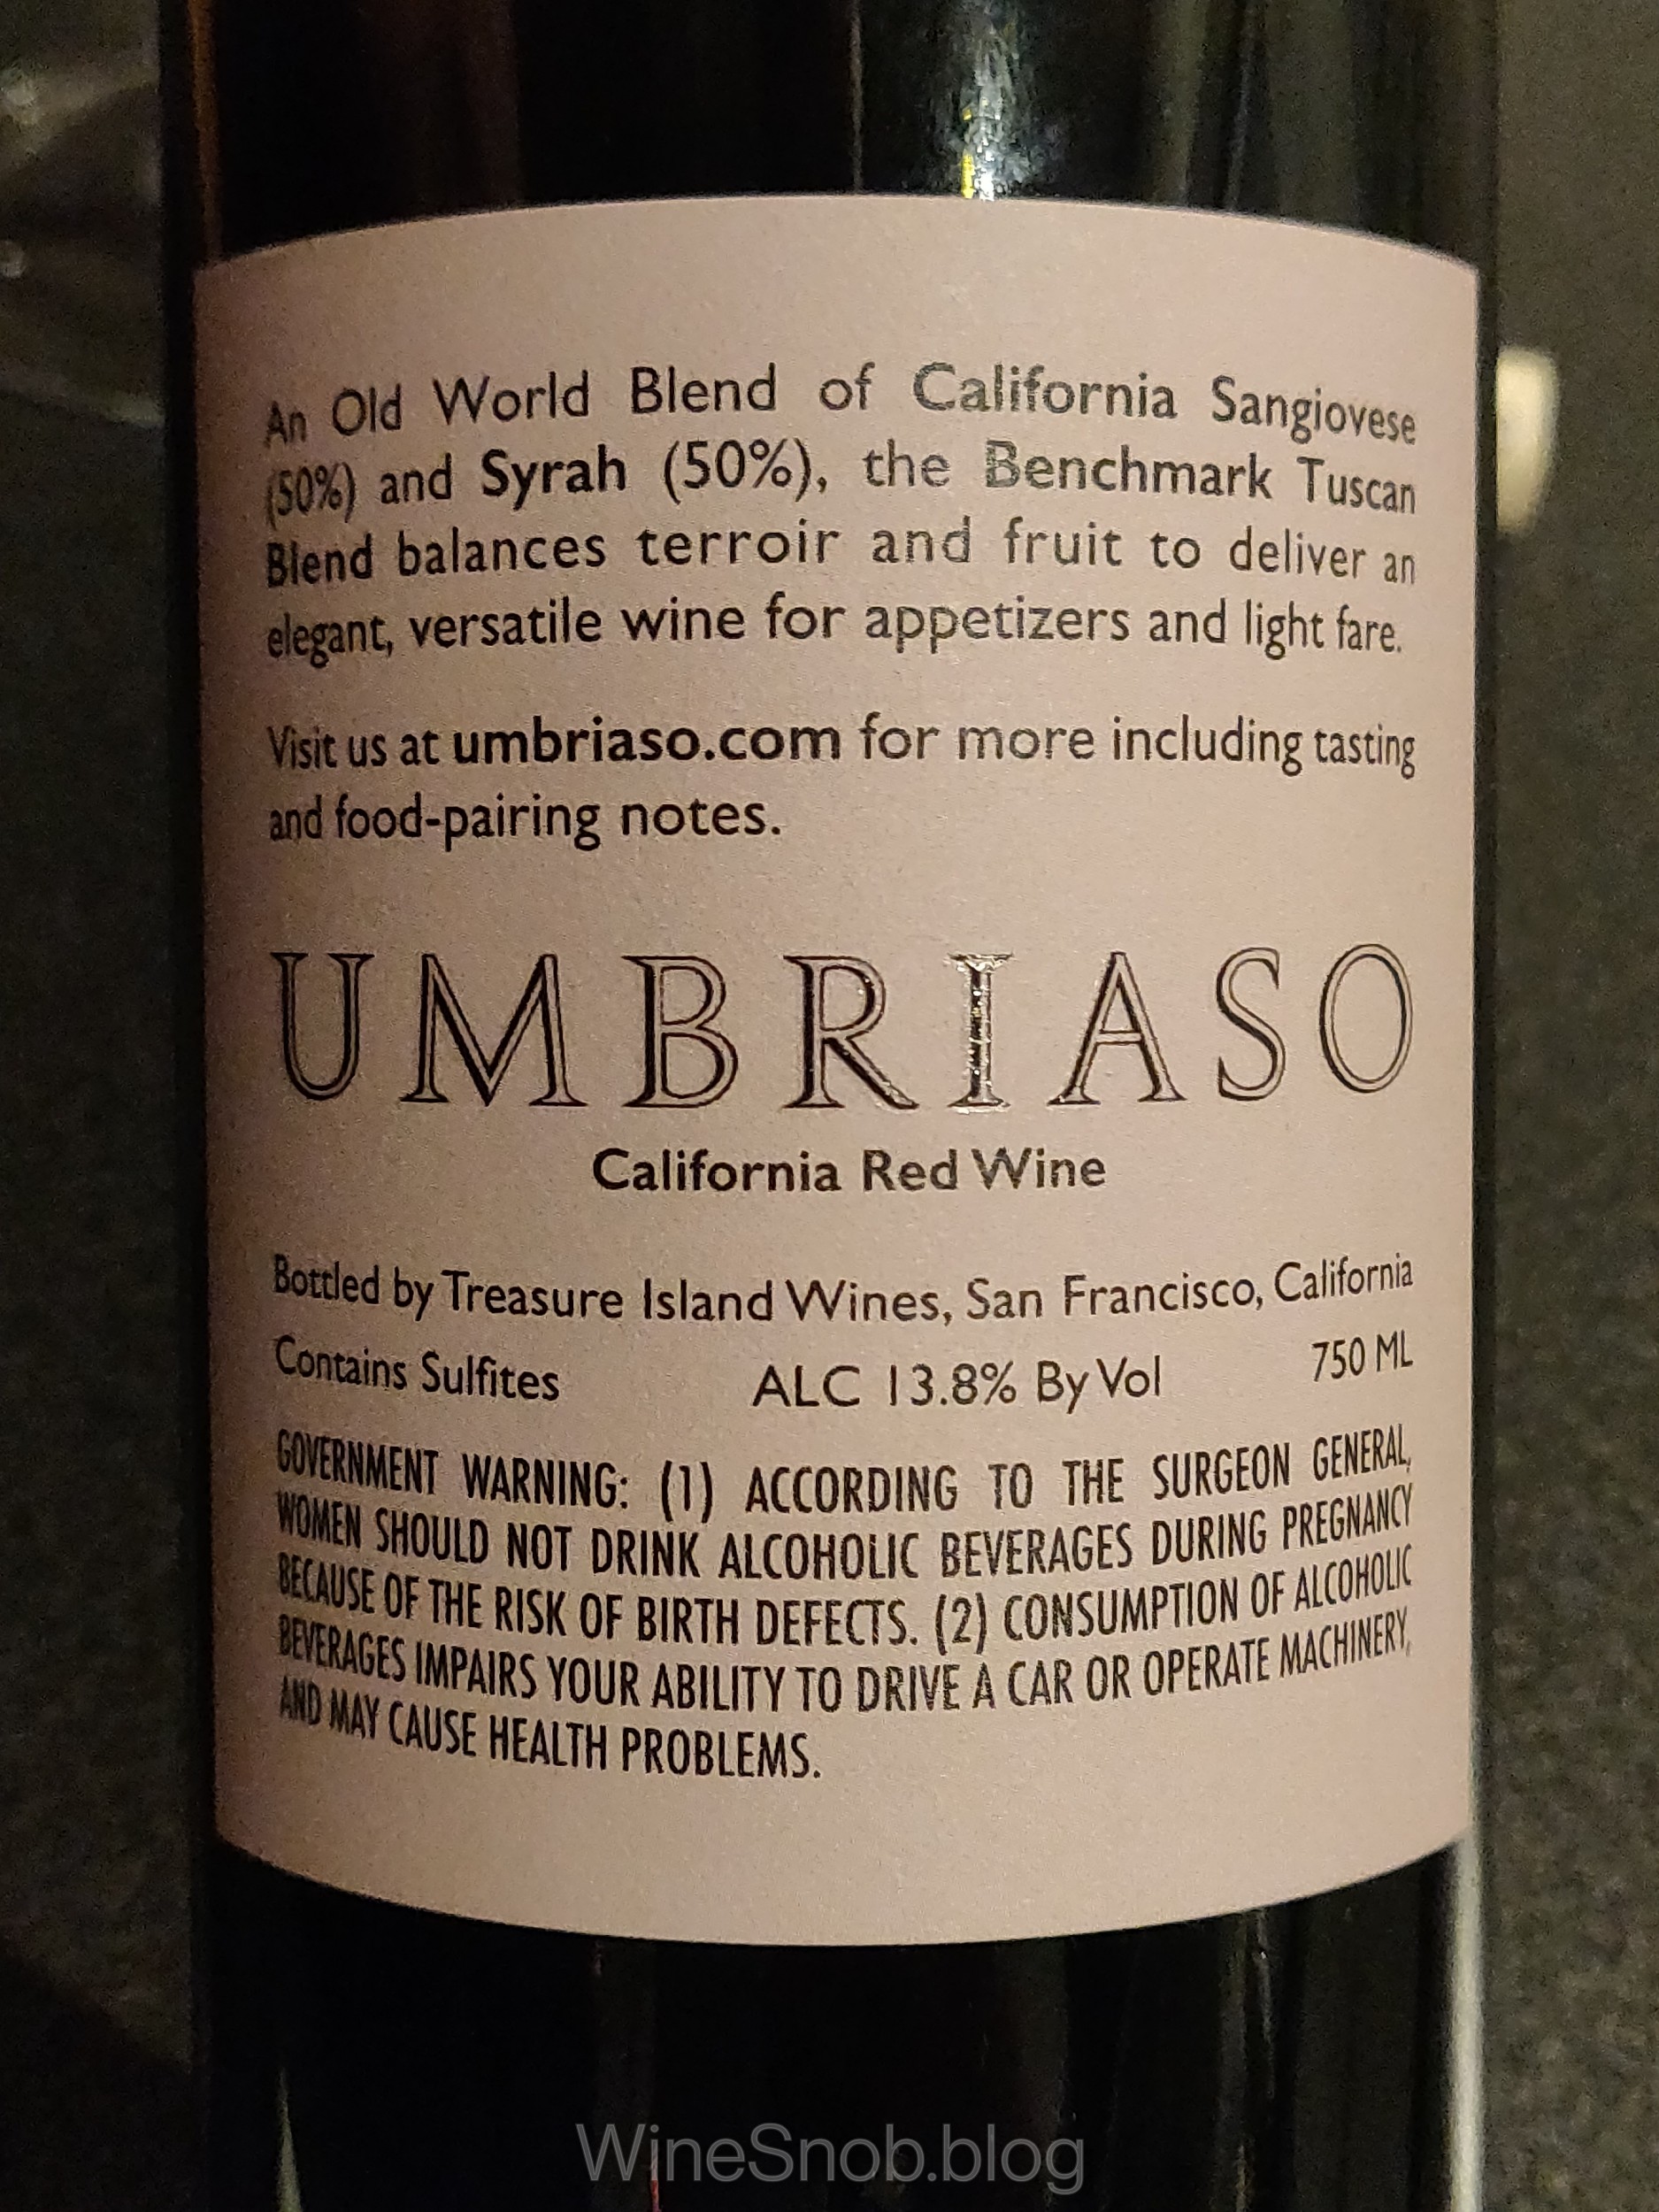 An Old World Blend of California Sangiovese
(50%) and Syrah (50%), the Benchmark Tuscan
Blend balances terroir and fruit to deliver an
elegant, versatile wine for appetizers and light fare.
Visit us at umbriaso.com for more including tasting
and food-pairing notes.
UMBRIASO
California Red Wine
Bottled by Treasure Island Wines, San Francisco, California
Contains Sulfites ALC 13.8% By Vol 750 ML
GOVERNMENT WARNING: (1) ACCORDING TO THE SURGEON GENERAL,
WOMEN SHOULD NOT DRINK ALCOHOLIC BEVERAGES DURING PREGNANCY
BECAUSE OF THE RISK OF BIRTH DEFECTS. (2) CONSUMPTION OF ALCOHOLIC
BEVERAGES IMPAIRS YOUR ABILITY TO DRIVE A CAR OR OPERATE MACHINERY,
AND MAY CAUSE HEALTH PROBLEMS.
WineSnob.blog